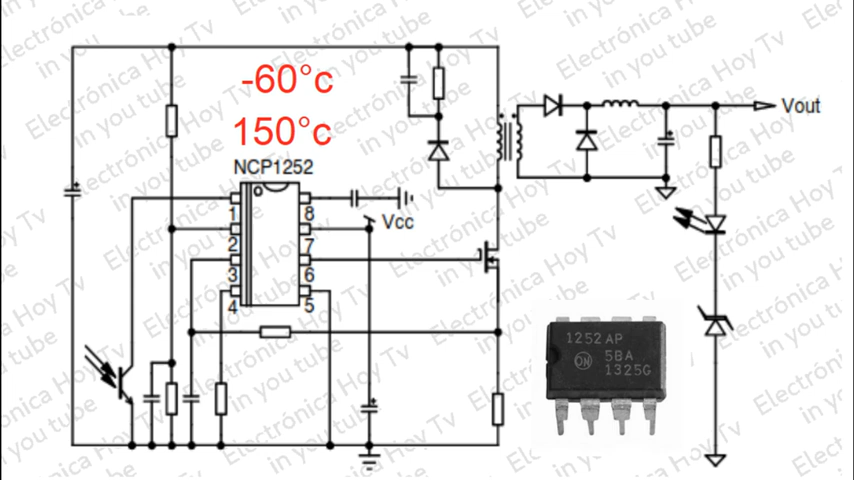 -60°c
150°c
NCP1252
1
2
3
4
8
7
6
5
Vcc
Vout
1252AP
ON
5BA
1325G
Electrónica Hoy Tv
in you tube